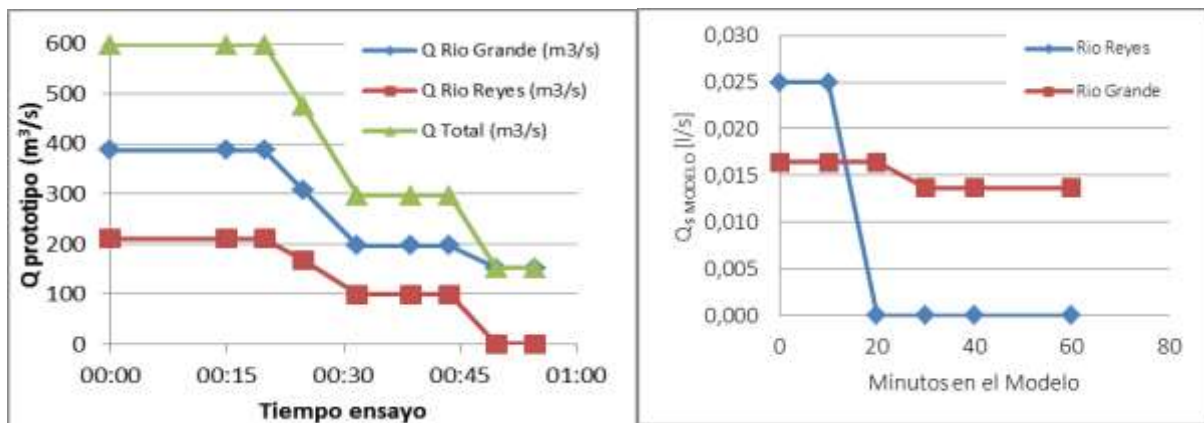 Q prototipo (m³/s)
600
500
400
300
200
100
0
Q Rio Grande (m3/s)
Q Rio Reyes (m3/s)
Q Total (m3/s)
00:00 00:15 00:30 00:45 01:00
Tiempo ensayo
Qs MODELO [l/s]
0,030
0,025
0,020
0,015
0,010
0,005
0,000
Rio Reyes
Rio Grande
0 20 40 60 80
Minutos en el Modelo